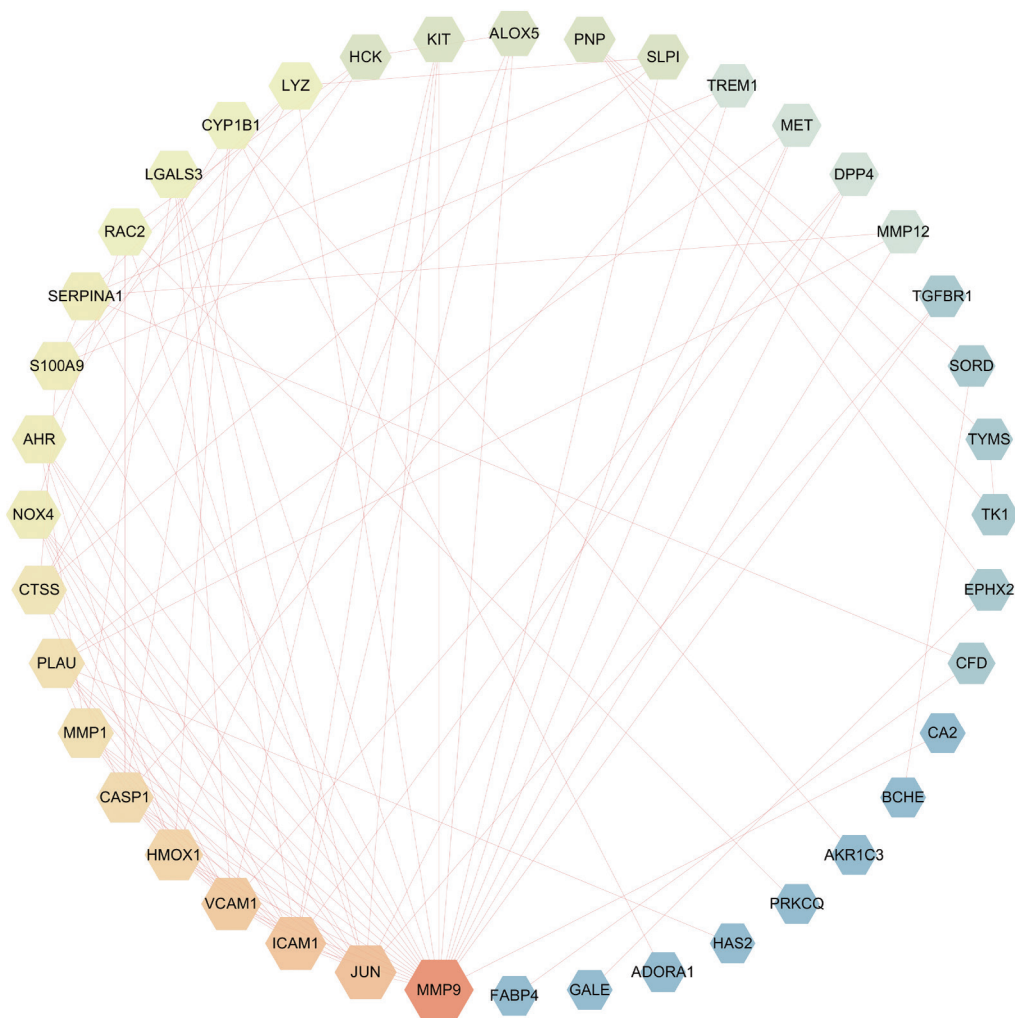 ALOX5
KIT
PNP
HCK
SLPI
LYZ
TREM1
CYP1B1
MET
LGALS3
DPP4
RAC2
MMP12
SERPINA1
TGFBR1
S100A9
SORD
AHR
TYMS
NOX4
TK1
CTSS
EPHX2
PLAU
CFD
MMP1
CA2
CASP1
BCHE
HMOX1
AKR1C3
VCAM1
PRKCQ
ICAM1
HAS2
JUN
ADORA1
MMP9
GALE
FABP4